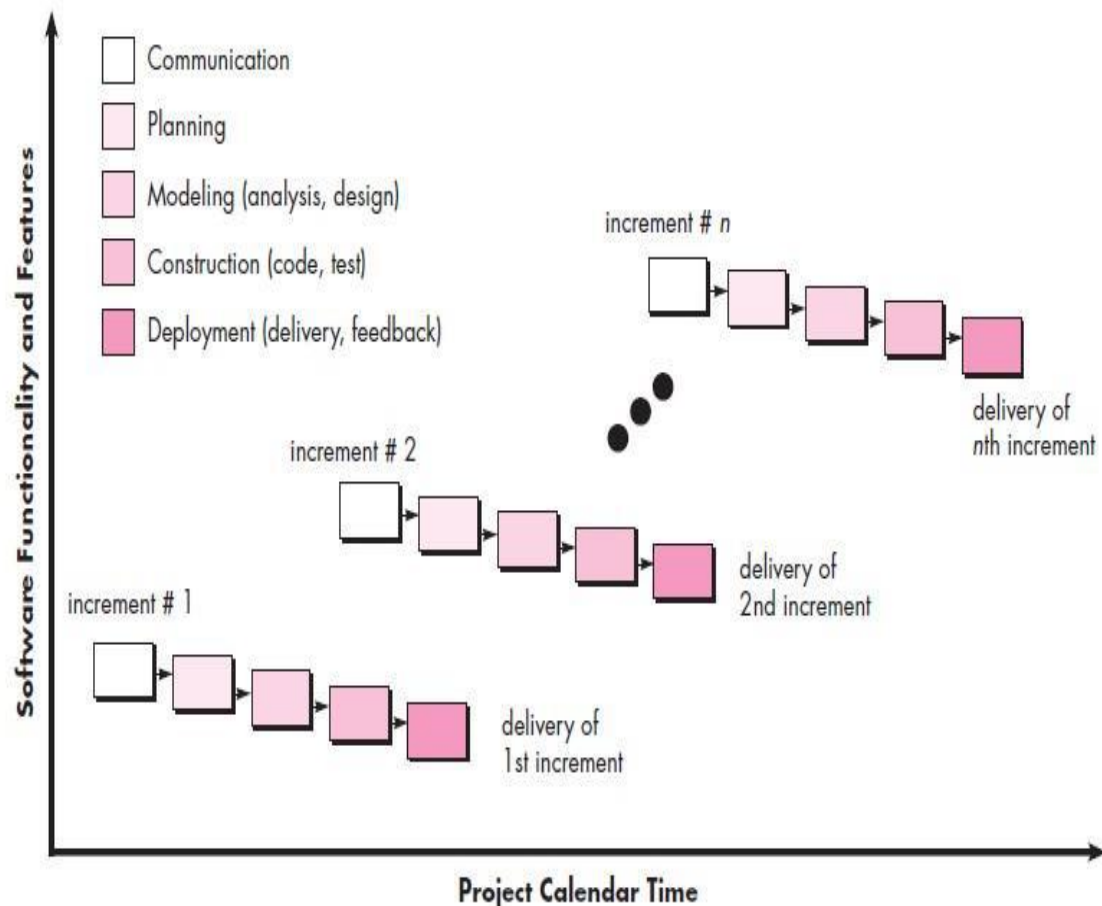 Communication
Planning
Modeling (analysis, design)
Construction (code, test)
Deployment (delivery, feedback)
increment # n
delivery of
nth increment
increment # 2
delivery of
2nd increment
increment # 1
delivery of
1st increment
Software Functionality and Features
Project Calendar Time